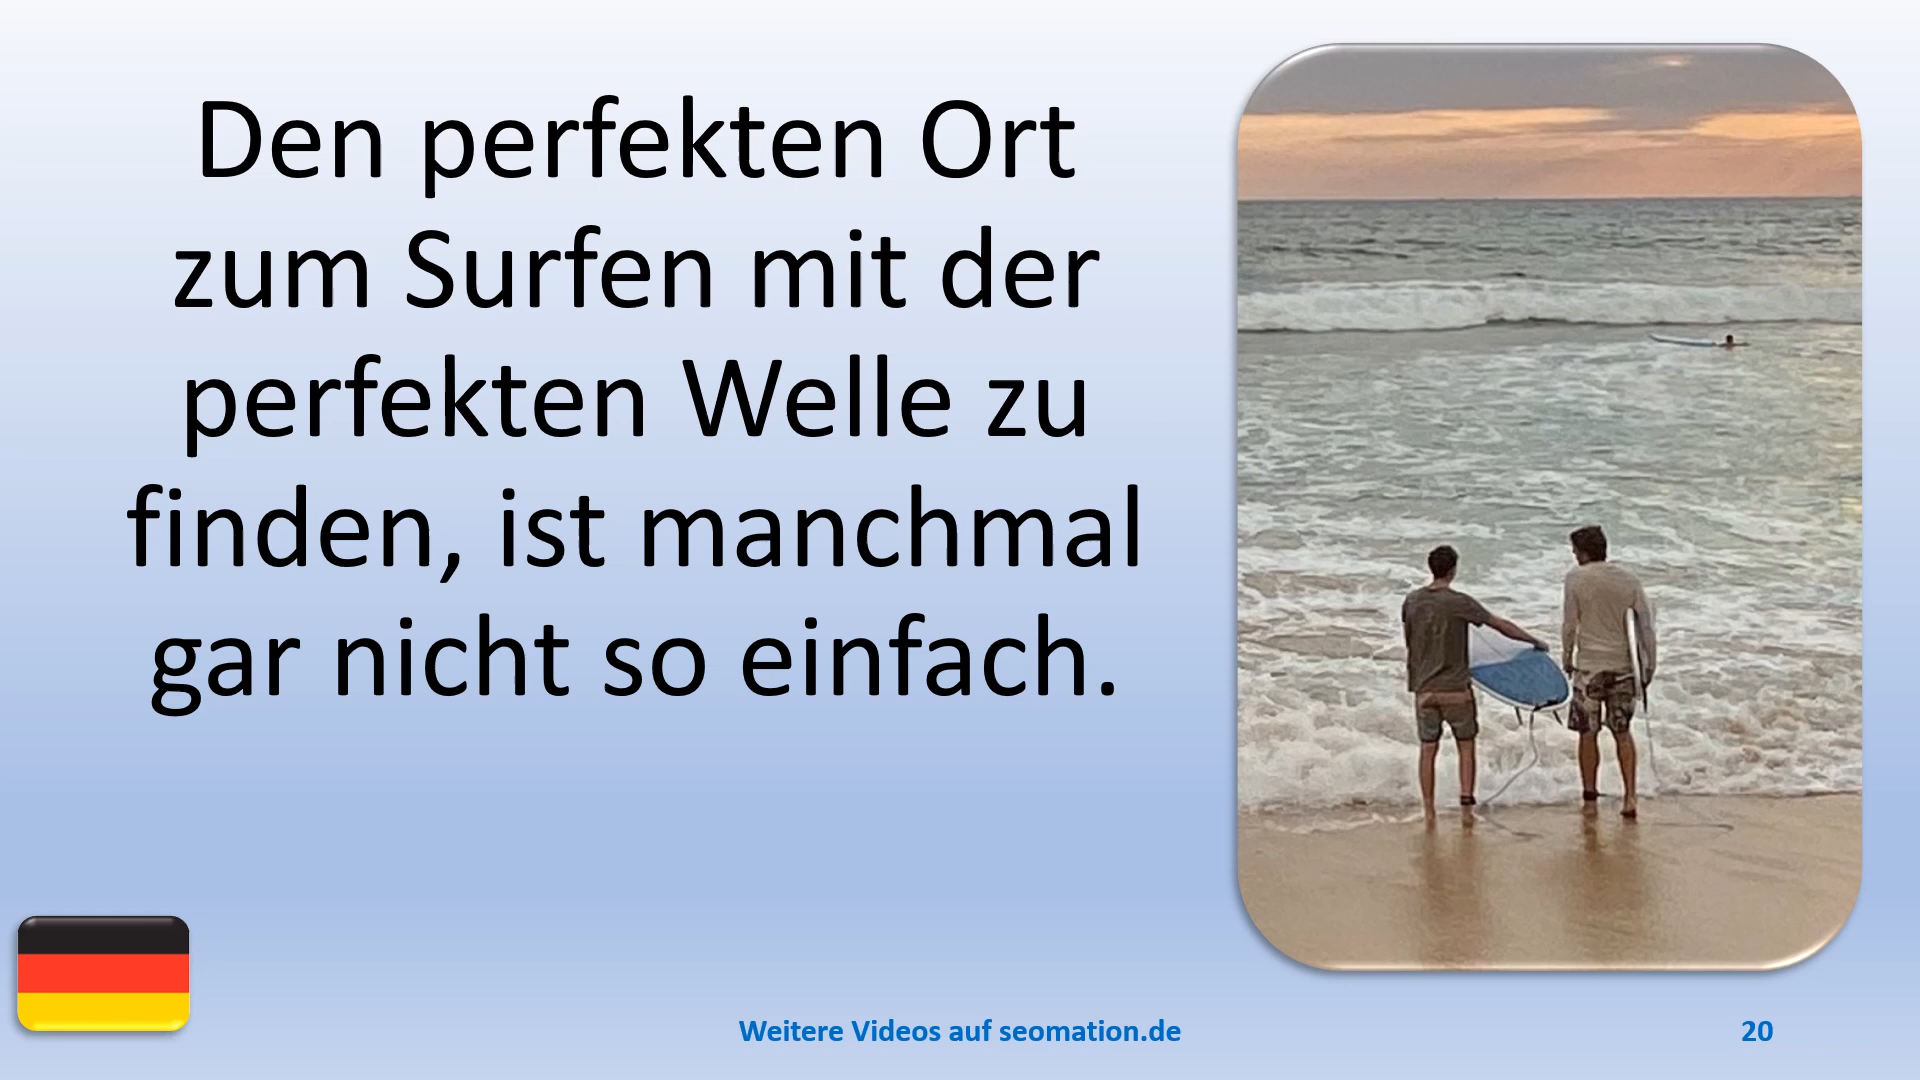 Den perfekten Ort
zum Surfen mit der
perfekten Welle zu
finden, ist manchmal
gar nicht so einfach.
Weitere Videos auf seomation.de
20